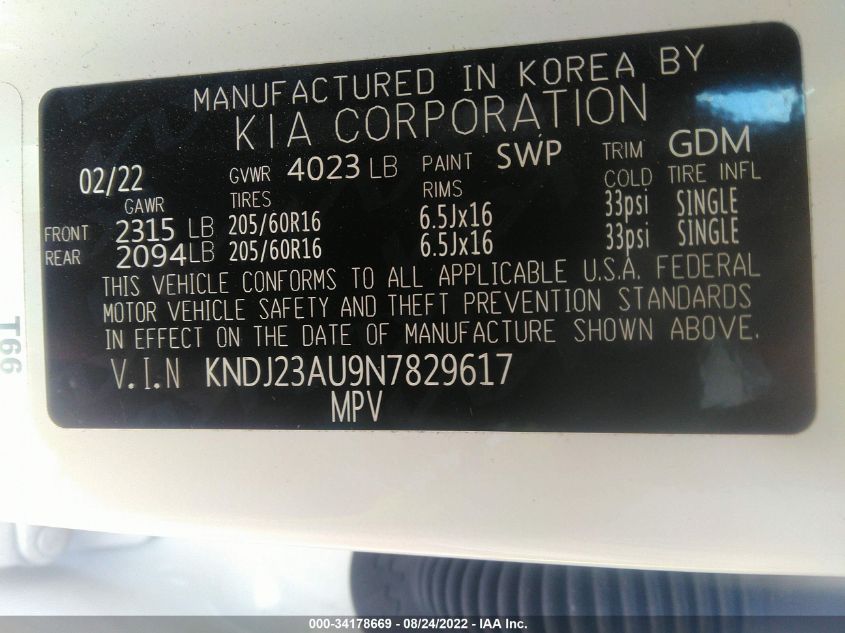 MANUFACTURED IN KOREA BY
KIA CORPORATION
02/22 GVWR 4023 LB PAINT SWP TRIM GDM
GAWR TIRES RIMS COLD TIRE INFL
FRONT 2315 LB 205/60R16 6.5Jx16 33psi SINGLE
REAR 2094 LB 205/60R16 6.5Jx16 33psi SINGLE
THIS VEHICLE CONFORMS TO ALL APPLICABLE U.S.A. FEDERAL
MOTOR VEHICLE SAFETY AND THEFT PREVENTION STANDARDS
IN EFFECT ON THE DATE OF MANUFACTURE SHOWN ABOVE.
V.I.N KNDJ23AU9N7829617
MPV
T66
000-34178669 - 08/24/2022 - IAA Inc.